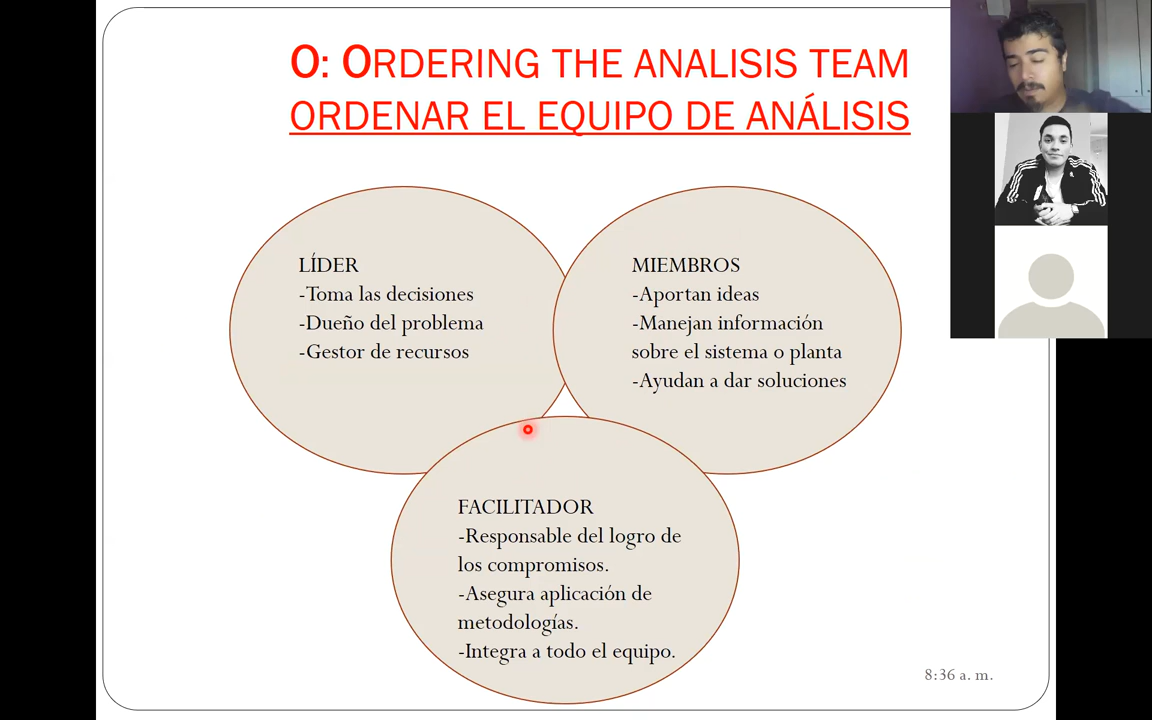 O: ORDERING THE ANALISIS TEAM
ORDENAR EL EQUIPO DE ANÁLISIS
LÍDER
-Toma las decisiones
-Dueño del problema
-Gestor de recursos
MIEMBROS
-Aportan ideas
-Manejan información
sobre el sistema o planta
-Ayudan a dar soluciones
FACILITADOR
-Responsable del logro de
los compromisos.
-Asegura aplicación de
metodologías.
-Integra a todo el equipo.
8:36 a. m.